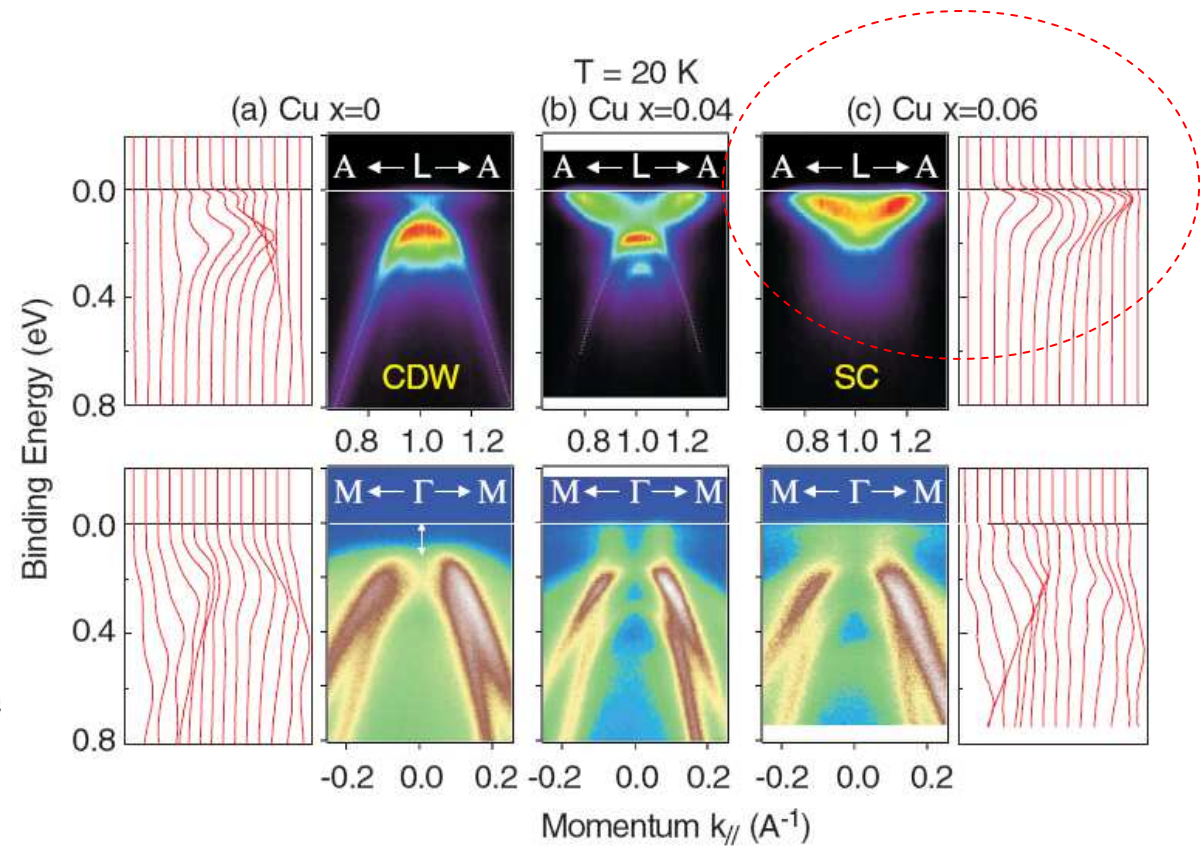 T = 20 K
(a) Cu x=0
(b) Cu x=0.04
(c) Cu x=0.06
A ← L → A
A ← L → A
A ← L → A
0.0
0.4
0.8
CDW
SC
0.8 1.0 1.2
0.8 1.0 1.2
0.8 1.0 1.2
Binding Energy (eV)
M ← Γ → M
M ← Γ → M
M ← Γ → M
0.0
0.4
0.8
-0.2 0.0 0.2
-0.2 0.0 0.2
-0.2 0.0 0.2
Momentum k// (A-1)